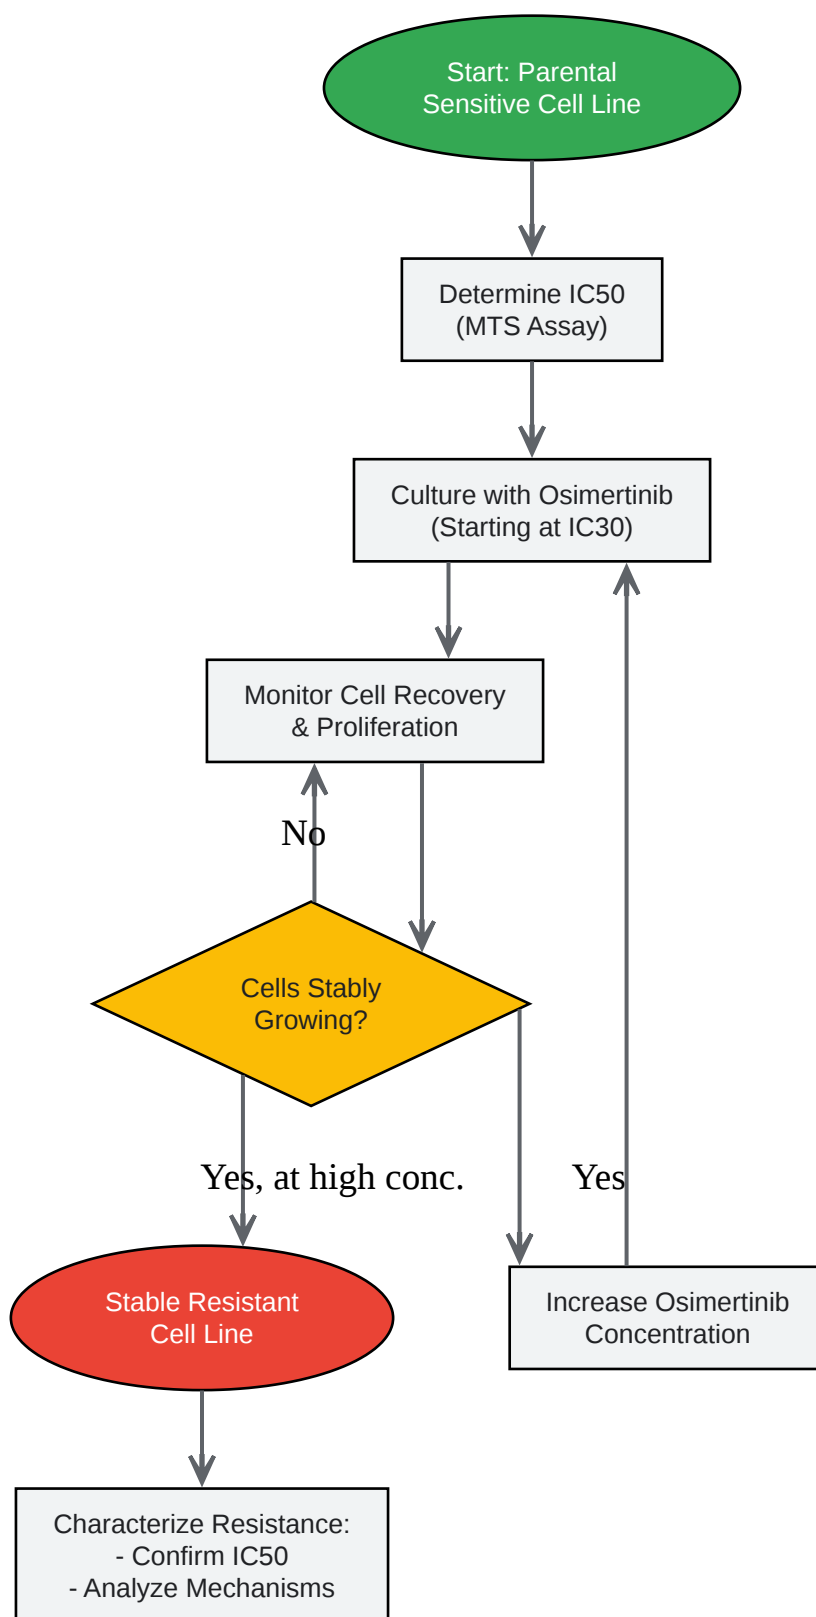 Start: Parental
Sensitive Cell Line
Determine IC50
(MTS Assay)
Culture with Osimertinib
(Starting at IC30)
Monitor Cell Recovery
& Proliferation
No
Cells Stably
Growing?
Yes, at high conc.
Yes
Stable Resistant
Cell Line
Increase Osimertinib
Concentration
Characterize Resistance:
- Confirm IC50
- Analyze Mechanisms